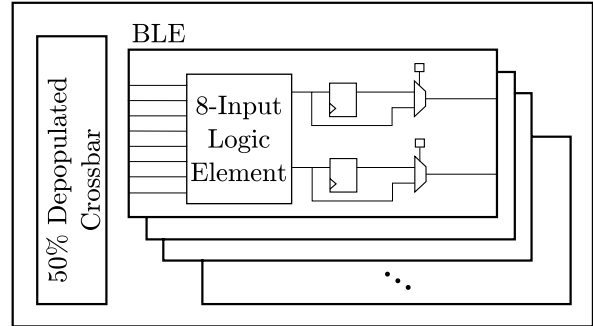 BLE
50% Depopulated
Crossbar
8-Input
Logic
Element